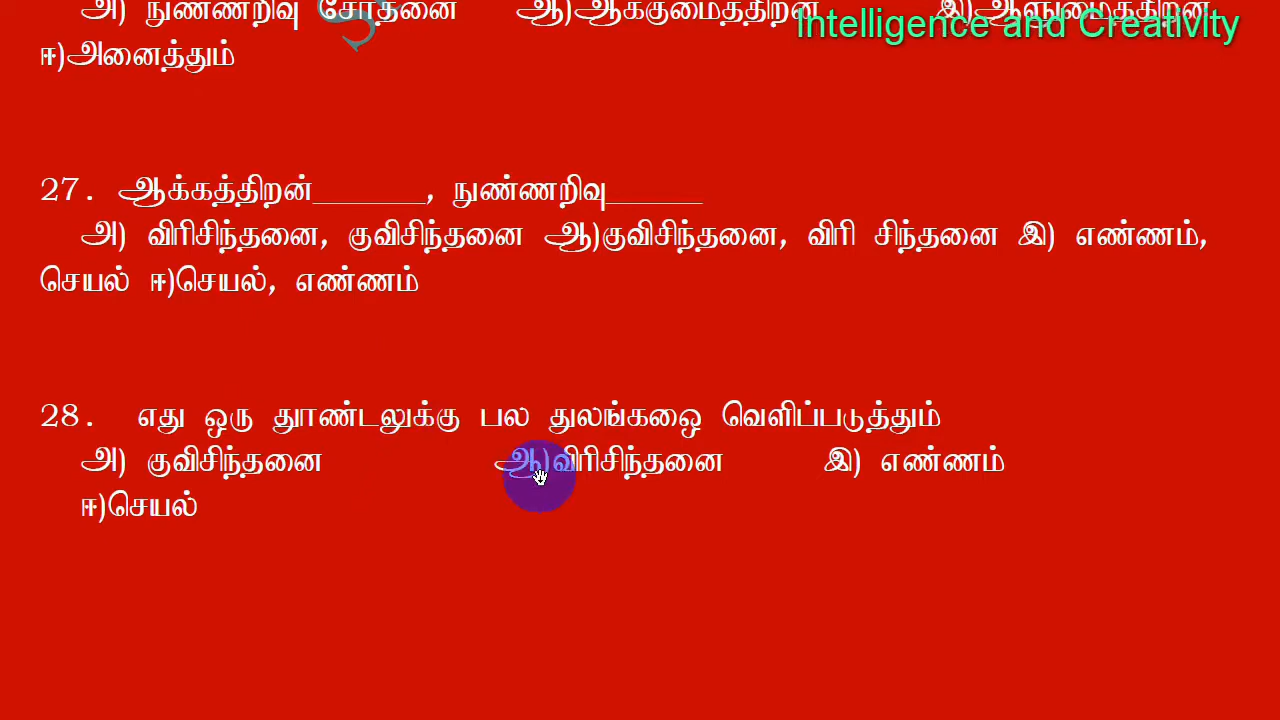 அ) நுண்ணறிவு சோதனை ஆ)ஆக்குமைத்திறன் இ)ஆளுமைத்திறன்
Intelligence and Creativity
ஈ)அனைத்தும்
27. ஆக்கத்திறன்______, நுண்ணறிவு______
அ) விரிசிந்தனை, குவிசிந்தனை ஆ)குவிசிந்தனை, விரி சிந்தனை இ) எண்ணம்,
செயல் ஈ)செயல், எண்ணம்
28. எது ஒரு தூண்டலுக்கு பல துலங்களை வெளிப்படுத்தும்
அ) குவிசிந்தனை ஆ)விரிசிந்தனை இ) எண்ணம்
ஈ)செயல்